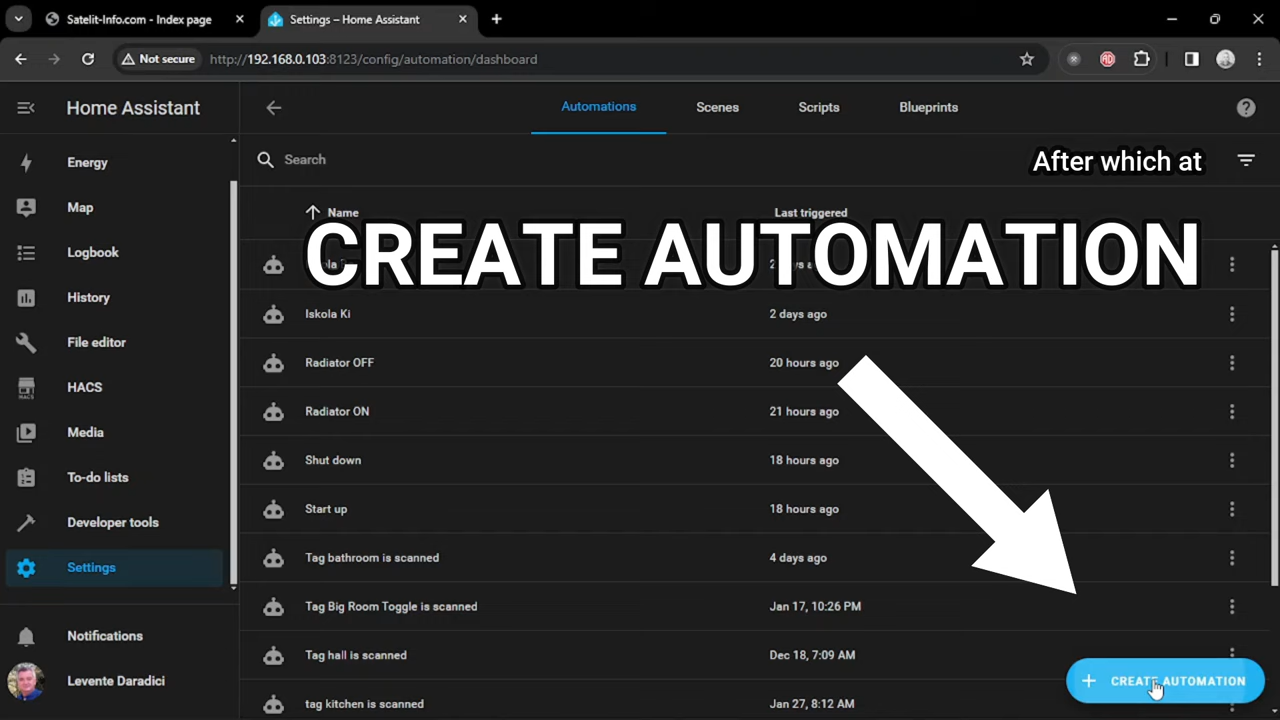 Satelit-Info.com - Index page
Settings – Home Assistant
Not secure
http://192.168.0.103:8123/config/automation/dashboard
Home Assistant
Automations
Scenes
Scripts
Blueprints
Search
After which at
Name
Last triggered
CREATE AUTOMATION
Iskola Ki
2 days ago
Radiator OFF
20 hours ago
Radiator ON
21 hours ago
Shut down
18 hours ago
Start up
18 hours ago
Tag bathroom is scanned
4 days ago
Tag Big Room Toggle is scanned
Jan 17, 10:26 PM
Tag hall is scanned
Dec 18, 7:09 AM
tag kitchen is scanned
Jan 27, 8:12 AM
Energy
Map
Logbook
History
File editor
HACS
Media
To-do lists
Developer tools
Settings
Notifications
Levente Daradici
CREATE AUTOMATION